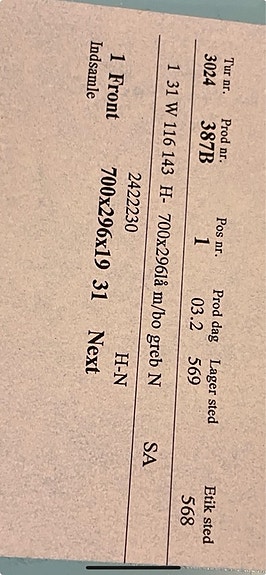 Tur nr. Prod nr. Pos nr. Prod dag Lager sted Etik sted
3024 387B 1 03.2 569 568
1 31 W 116 143 H- 700x296lå m/bo greb N SA
2422230 H-N
1 Front 700x296x19 31 Next
Indsamle